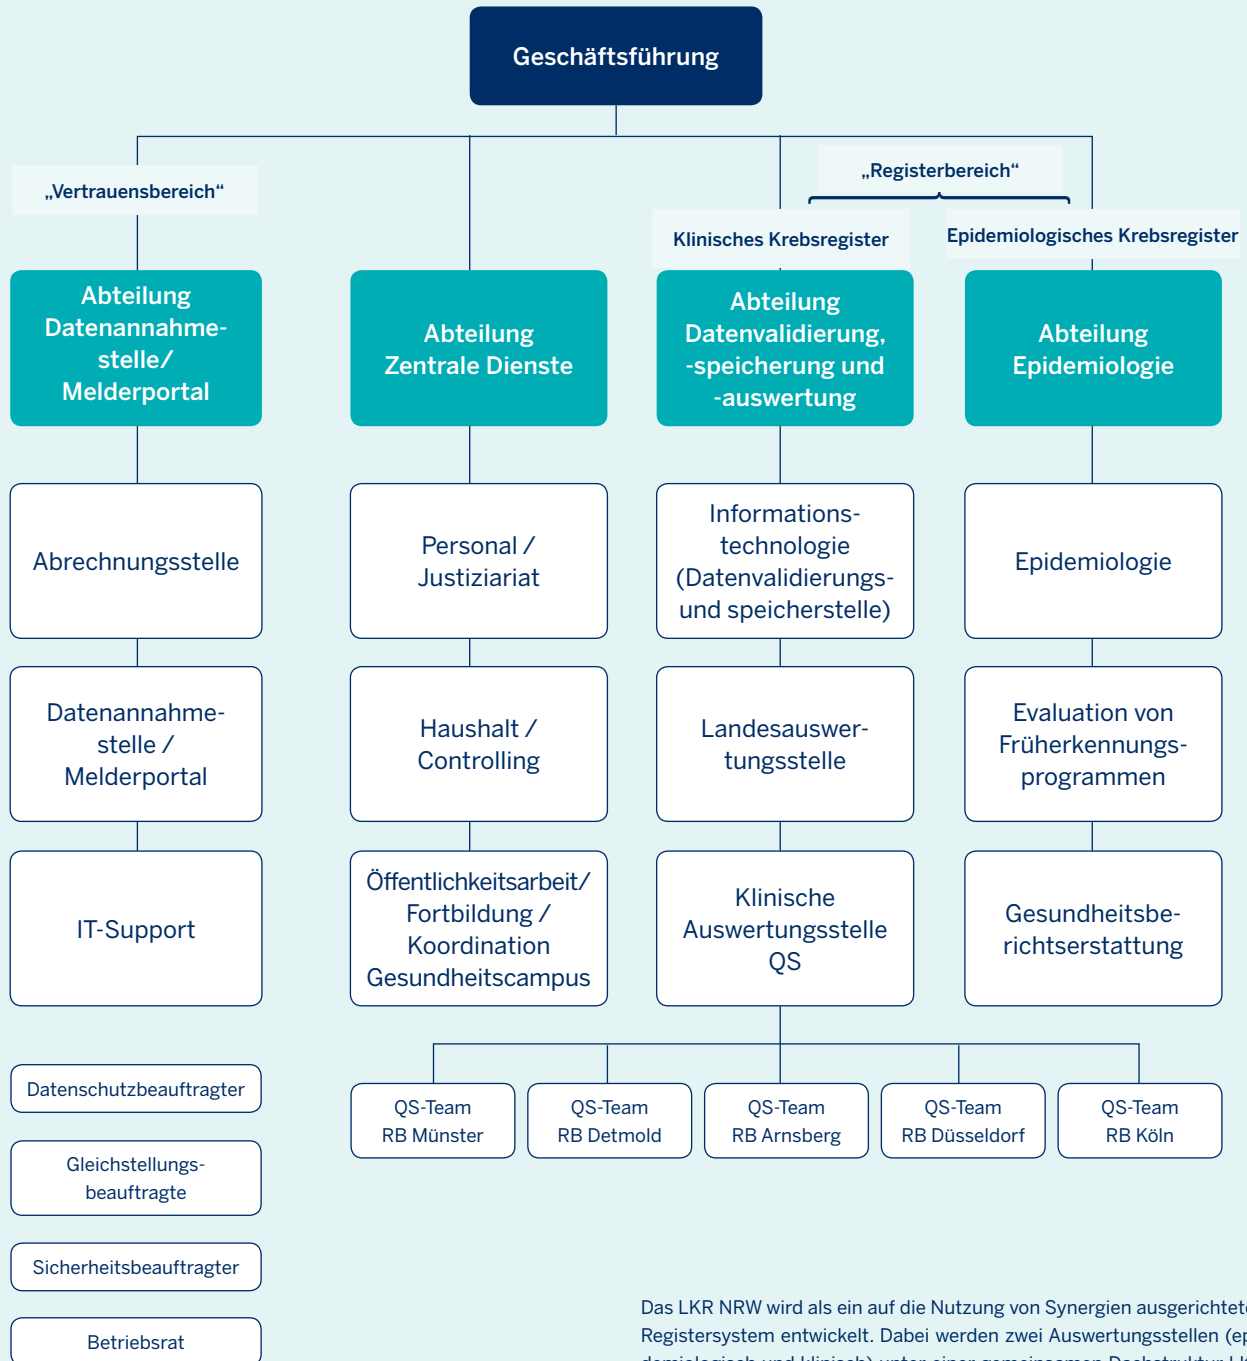 Geschäftsführung
„Vertrauensbereich“
„Registerbereich“
Klinisches Krebsregister
Epidemiologisches Krebsregister
Abteilung
Datenannahme-
stelle/
Melderportal
Abteilung
Zentrale Dienste
Abteilung
Datenvalidierung,
-speicherung und
-auswertung
Abteilung
Epidemiologie
Abrechnungsstelle
Personal /
Justiziariat
Informations-
technologie
(Datenvalidierungs-
und speicherstelle)
Epidemiologie
Datenannahme-
stelle /
Melderportal
Haushalt /
Controlling
Landesauswer-
tungsstelle
Evaluation von
Früherkennungs-
programmen
IT-Support
Öffentlichkeitsarbeit/
Fortbildung /
Koordination
Gesundheitscampus
Klinische
Auswertungsstelle
QS
Gesundheitsbe-
richtserstattung
QS-Team
RB Münster
QS-Team
RB Detmold
QS-Team
RB Arnsberg
QS-Team
RB Düsseldorf
QS-Team
RB Köln
Datenschutzbeauftragter
Gleichstellungs-
beauftragte
Sicherheitsbeauftragter
Betriebsrat
Das LKR NRW wird als ein auf die Nutzung von Synergien ausgerichtete
Registersystem entwickelt. Dabei werden zwei Auswertungsstellen (ep